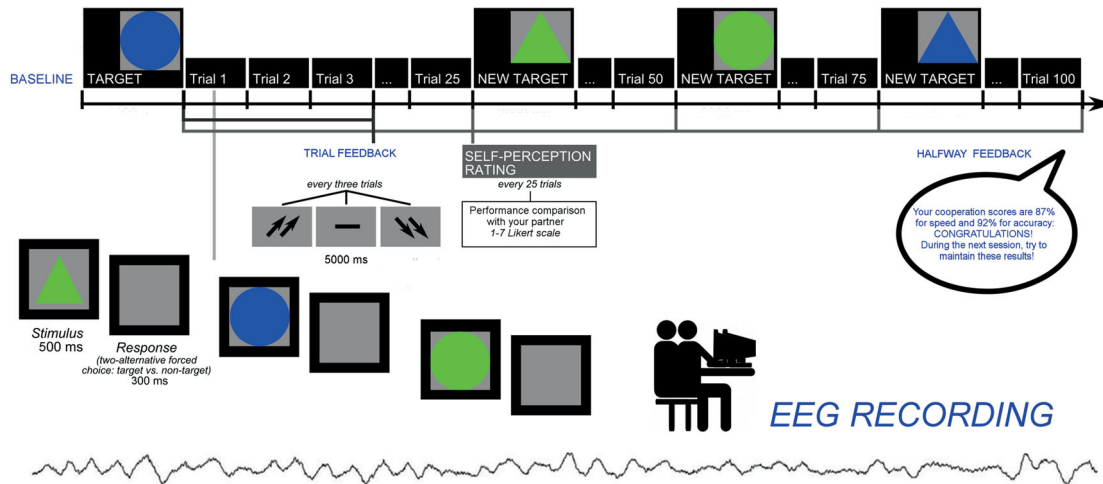 BASELINE
TARGET
Trial 1
Trial 2
Trial 3
...
Trial 25
NEW TARGET
...
Trial 50
NEW TARGET
...
Trial 75
NEW TARGET
...
Trial 100
TRIAL FEEDBACK
every three trials
5000 ms
SELF-PERCEPTION
RATING
every 25 trials
Performance comparison
with your partner
1-7 Likert scale
HALFWAY FEEDBACK
Your cooperation scores are 87%
for speed and 92% for accuracy:
CONGRATULATIONS!
During the next session, try to
maintain these results!
Stimulus
500 ms
Response
(two-alternative forced
choice: target vs. non-target)
300 ms
EEG RECORDING